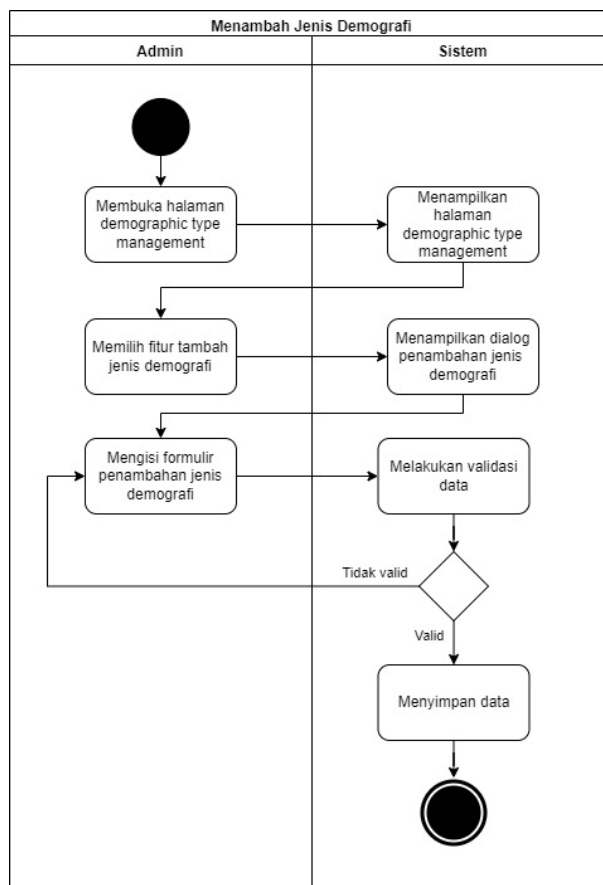 Menambah Jenis Demografi
Admin
Sistem
Membuka halaman
demographic type
management
Menampilkan
halaman
demographic type
management
Memilih fitur tambah
jenis demografi
Menampilkan dialog
penambahan jenis
demografi
Mengisi formulir
penambahan jenis
demografi
Melakukan validasi
data
Tidak valid
Valid
Menyimpan data